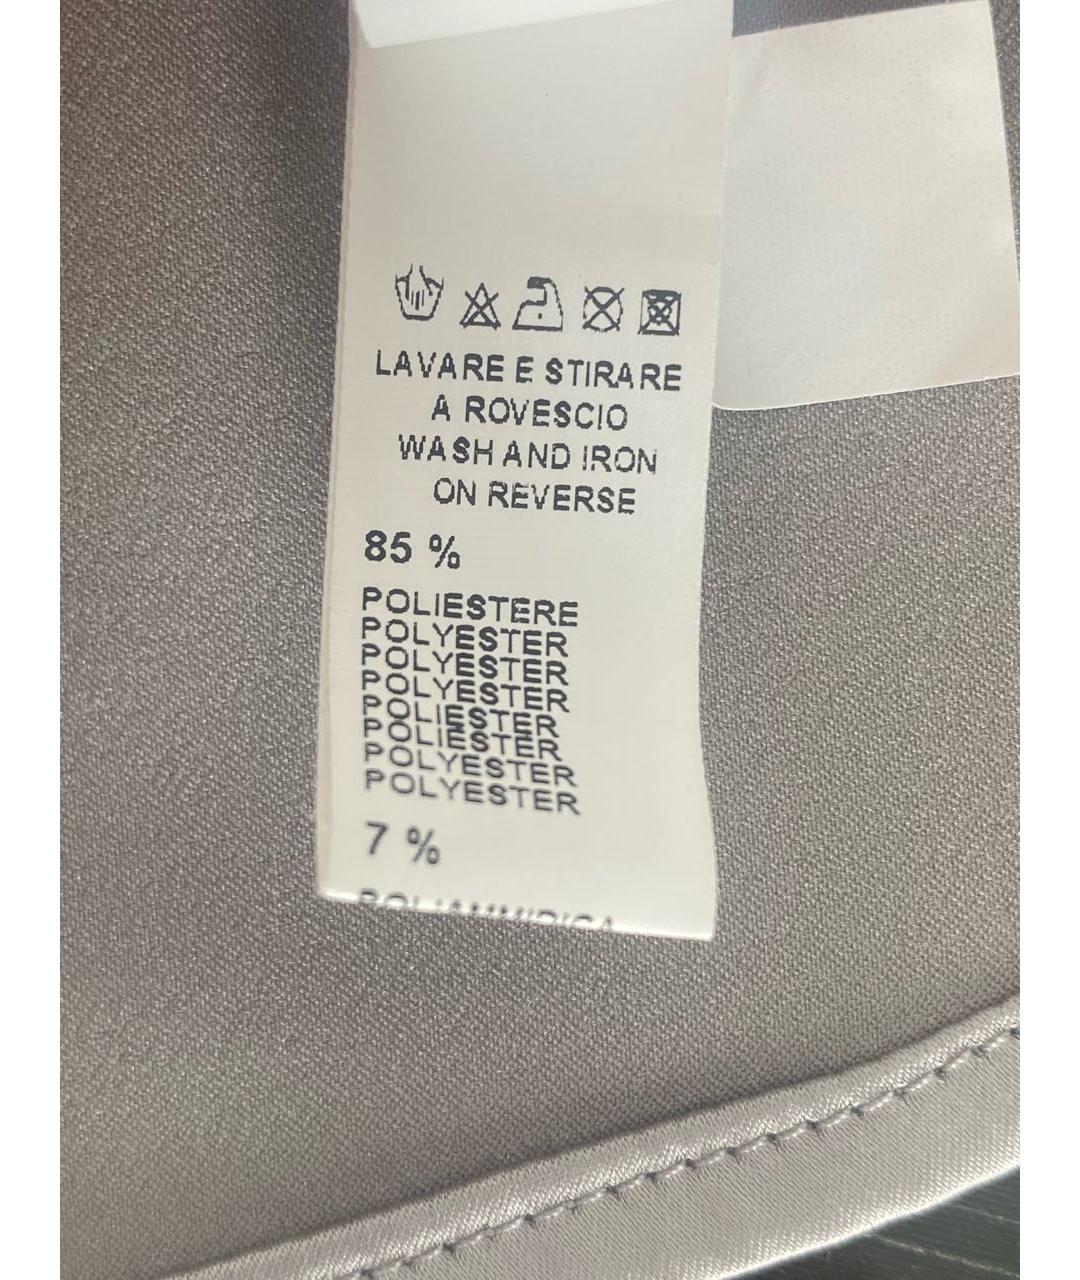 LAVARE E STIRARE
A ROVESCIO
WASH AND IRON
ON REVERSE
85 %
POLIESTERE
POLYESTER
POLYESTER
POLYESTER
POLIESTER
POLIESTER
POLYESTER
POLYESTER
7 %